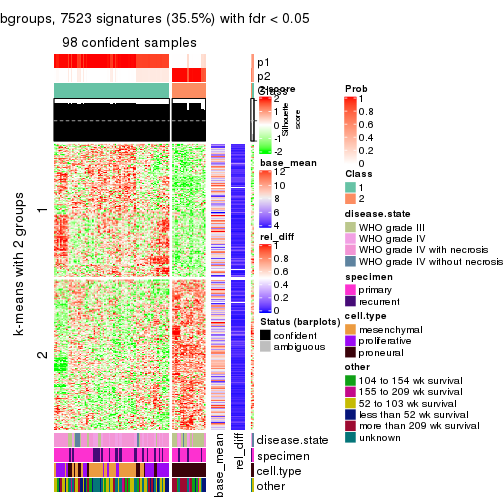 bgroups, 7523 signatures (35.5%) with fdr < 0.05
98 confident samples
p1
p2
Class
Silhouette
score
z-score
2
1
0
-1
-2
base_mean
12
10
8
6
4
rel_diff
1
0.8
0.6
0.4
0.2
0
Status (barplots)
confident
ambiguous
Prob
1
0.8
0.6
0.4
0.2
0
Class
1
2
disease.state
WHO grade III
WHO grade IV
WHO grade IV with necrosis
WHO grade IV without necrosis
specimen
primary
recurrent
cell.type
mesenchymal
proliferative
proneural
other
104 to 154 wk survival
155 to 209 wk survival
52 to 103 wk survival
less than 52 wk survival
more than 209 wk survival
unknown
k-means with 2 groups
1
2
base_mean
rel_diff
disease.state
specimen
cell.type
other